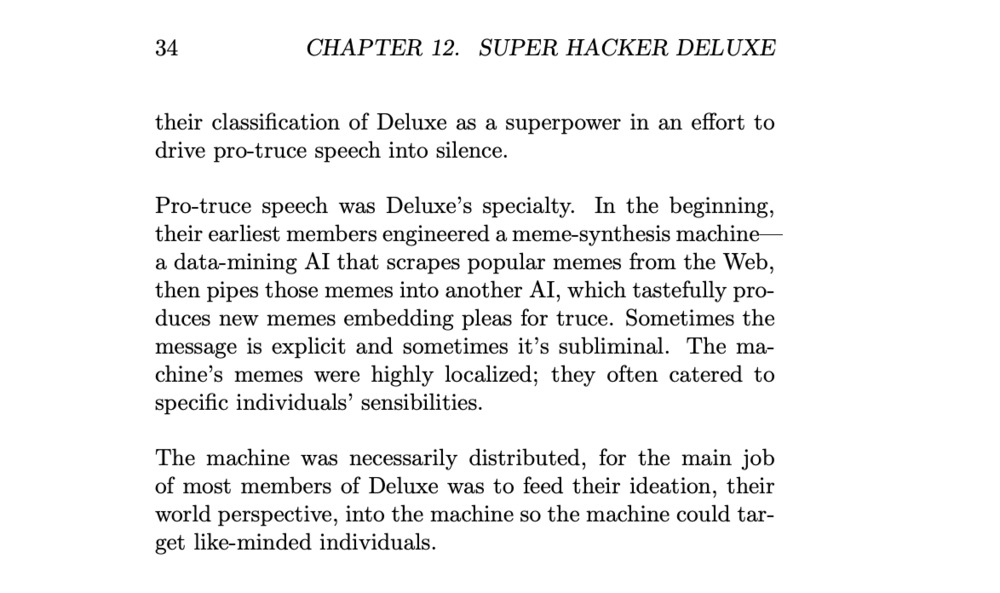 34 CHAPTER 12. SUPER HACKER DELUXE
their classification of Deluxe as a superpower in an effort to
drive pro-truce speech into silence.
Pro-truce speech was Deluxe’s specialty. In the beginning,
their earliest members engineered a meme-synthesis machine—
a data-mining AI that scrapes popular memes from the Web,
then pipes those memes into another AI, which tastefully pro-
duces new memes embedding pleas for truce. Sometimes the
message is explicit and sometimes it’s subliminal. The ma-
chine’s memes were highly localized; they often catered to
specific individuals’ sensibilities.
The machine was necessarily distributed, for the main job
of most members of Deluxe was to feed their ideation, their
world perspective, into the machine so the machine could tar-
get like-minded individuals.